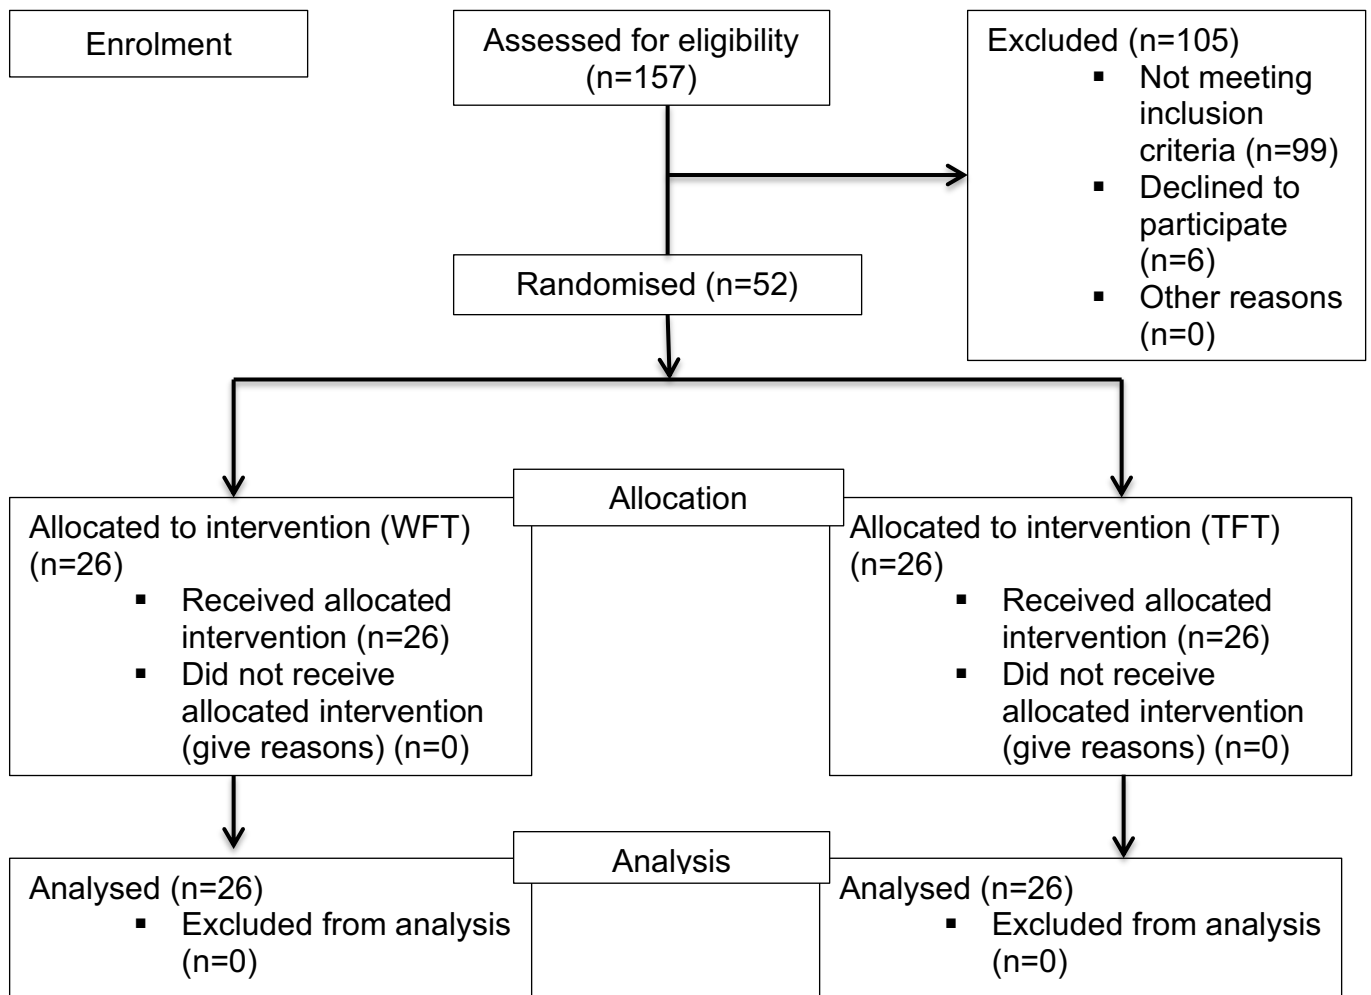 Enrolment
Assessed for eligibility
(n=157)
Excluded (n=105)
▪ Not meeting
inclusion
criteria (n=99)
▪ Declined to
participate
(n=6)
▪ Other reasons
(n=0)
Randomised (n=52)
Allocation
Allocated to intervention (WFT)
(n=26)
▪ Received allocated
intervention (n=26)
▪ Did not receive
allocated intervention
(give reasons) (n=0)
Allocated to intervention (TFT)
(n=26)
▪ Received allocated
intervention (n=26)
▪ Did not receive
allocated intervention
(give reasons) (n=0)
Analysis
Analysed (n=26)
▪ Excluded from analysis
(n=0)
Analysed (n=26)
▪ Excluded from analysis
(n=0)